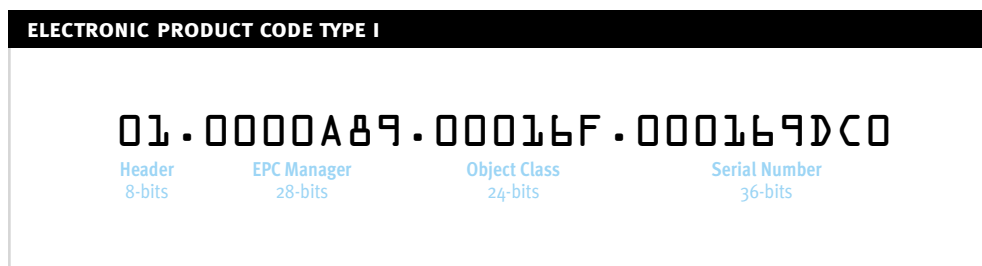 ELECTRONIC PRODUCT CODE TYPE I
01.0000A89.00016F.000169DC0
Header EPC Manager Object Class Serial Number
8-bits 28-bits 24-bits 36-bits